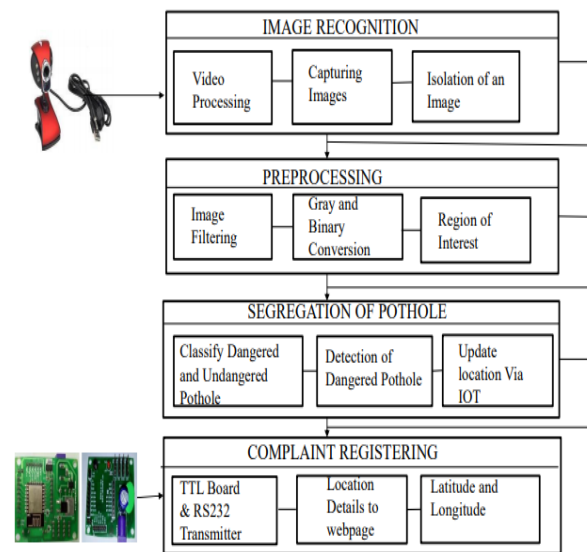 IMAGE RECOGNITION
Video
Processing
Capturing
Images
Isolation of an
Image
PREPROCESSING
Image
Filtering
Gray and
Binary
Conversion
Region of
Interest
SEGREGATION OF POTHOLE
Classify Dangered
and Undangered
Pothole
Detection of
Dangered Pothole
Update
location Via
IOT
COMPLAINT REGISTERING
TTL Board
& RS232
Transmitter
Location
Details to
webpage
Latitude and
Longitude